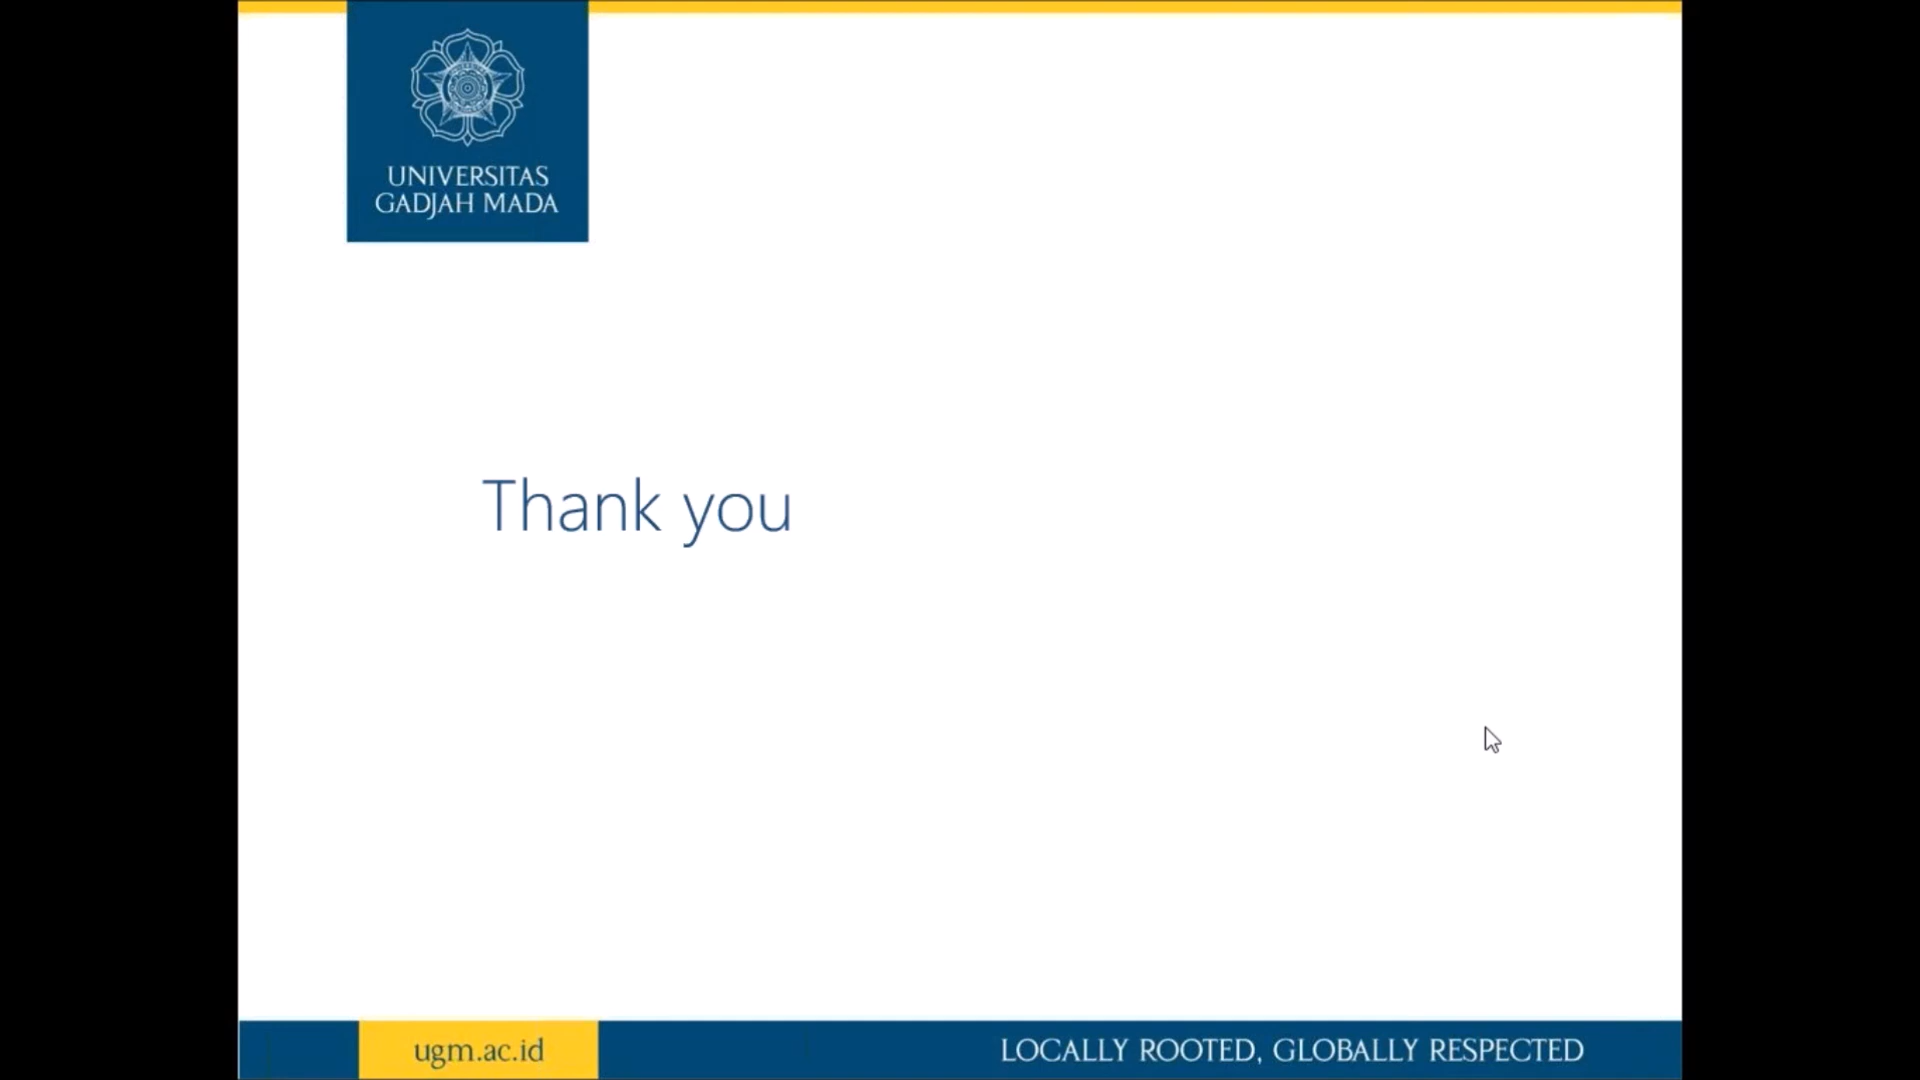 UNIVERSITAS
GADJAH MADA
Thank you
ugm.ac.id
LOCALLY ROOTED, GLOBALLY RESPECTED